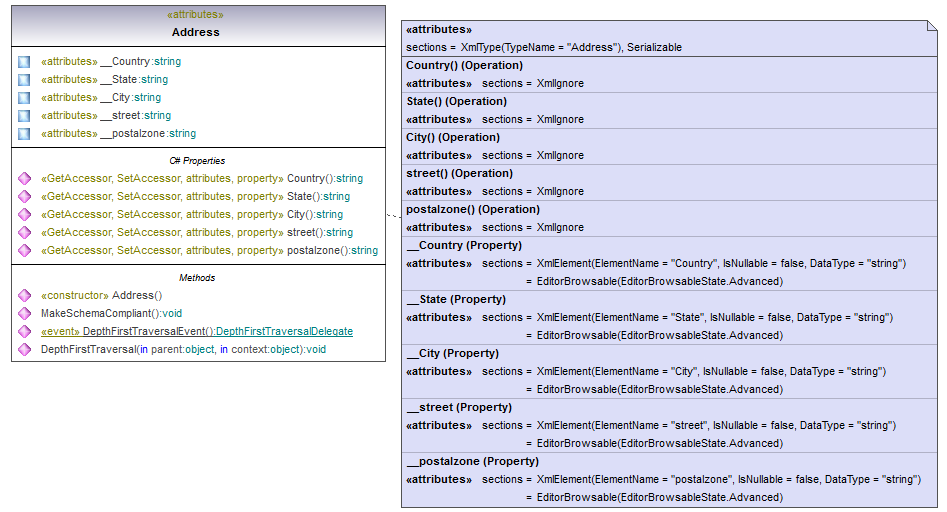 «attributes»
Address
«attributes» __Country:string
«attributes» __State:string
«attributes» __City:string
«attributes» __street:string
«attributes» __postalzone:string
C# Properties
«GetAccessor, SetAccessor, attributes, property» Country():string
«GetAccessor, SetAccessor, attributes, property» State():string
«GetAccessor, SetAccessor, attributes, property» City():string
«GetAccessor, SetAccessor, attributes, property» street():string
«GetAccessor, SetAccessor, attributes, property» postalzone():string
Methods
«constructor» Address()
MakeSchemaCompliant():void
«event» DepthFirstTraversalEvent():DepthFirstTraversalDelegate
DepthFirstTraversal(in parent:object, in context:object):void
«attributes»
sections = XmlType(TypeName = "Address"), Serializable
Country() (Operation)
«attributes» sections = XmlIgnore
State() (Operation)
«attributes» sections = XmlIgnore
City() (Operation)
«attributes» sections = XmlIgnore
street() (Operation)
«attributes» sections = XmlIgnore
postalzone() (Operation)
«attributes» sections = XmlIgnore
__Country (Property)
«attributes» sections = XmlElement(ElementName = "Country", IsNullable = false, DataType = "string")
= EditorBrowsable(EditorBrowsableState.Advanced)
__State (Property)
«attributes» sections = XmlElement(ElementName = "State", IsNullable = false, DataType = "string")
= EditorBrowsable(EditorBrowsableState.Advanced)
__City (Property)
«attributes» sections = XmlElement(ElementName = "City", IsNullable = false, DataType = "string")
= EditorBrowsable(EditorBrowsableState.Advanced)
__street (Property)
«attributes» sections = XmlElement(ElementName = "street", IsNullable = false, DataType = "string")
= EditorBrowsable(EditorBrowsableState.Advanced)
__postalzone (Property)
«attributes» sections = XmlElement(ElementName = "postalzone", IsNullable = false, DataType = "string")
= EditorBrowsable(EditorBrowsableState.Advanced)